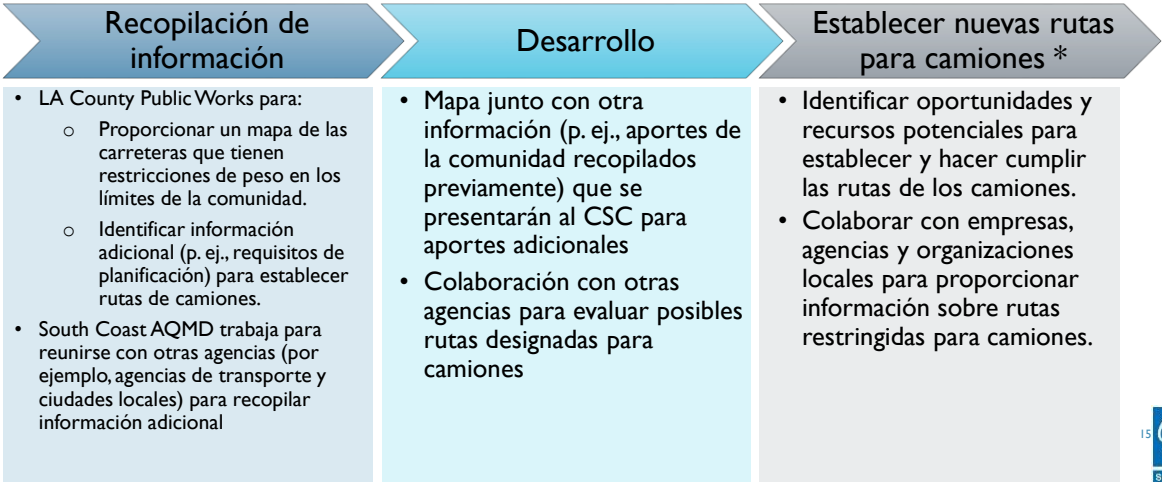 Recopilación de
información
• LA County Public Works para:
o Proporcionar un mapa de las
carreteras que tienen
restricciones de peso en los
límites de la comunidad.
o Identificar información
adicional (p. ej., requisitos de
planificación) para establecer
rutas de camiones.
• South Coast AQMD trabaja para
reunirse con otras agencias (por
ejemplo, agencias de transporte y
ciudades locales) para recopilar
información adicional
Desarrollo
• Mapa junto con otra
información (p. ej., aportes de
la comunidad recopilados
previamente) que se
presentarán al CSC para
aportes adicionales
• Colaboración con otras
agencias para evaluar posibles
rutas designadas para
camiones
Establecer nuevas rutas
para camiones *
• Identificar oportunidades y
recursos potenciales para
establecer y hacer cumplir
las rutas de los camiones.
• Colaborar con empresas,
agencias y organizaciones
locales para proporcionar
información sobre rutas
restringidas para camiones.
15